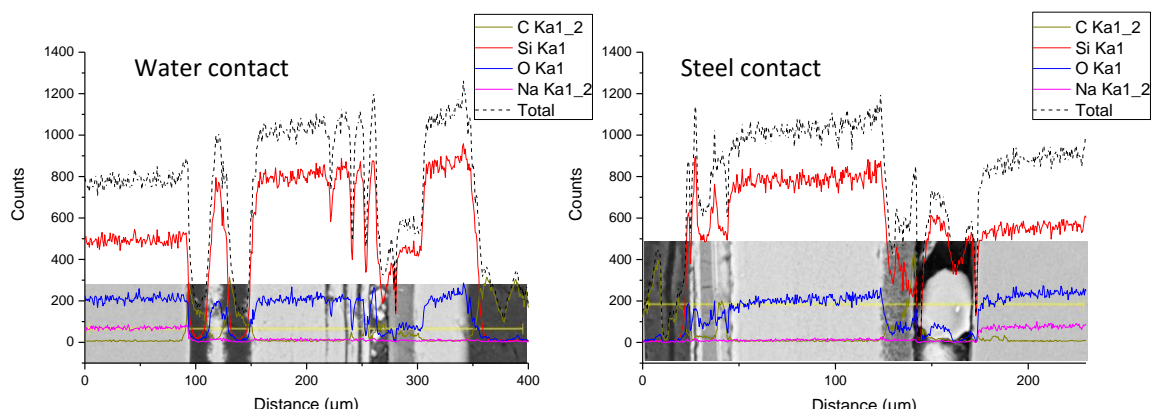 C Ka1_2
Si Ka1
O Ka1
Na Ka1_2
Total
Water contact
1400
1200
1000
800
600
400
200
0
Counts
0
100
200
300
400
Distance (um)
C Ka1_2
Si Ka1
O Ka1
Na Ka1_2
Total
Steel contact
1400
1200
1000
800
600
400
200
0
Counts
0
100
200
Distance (um)